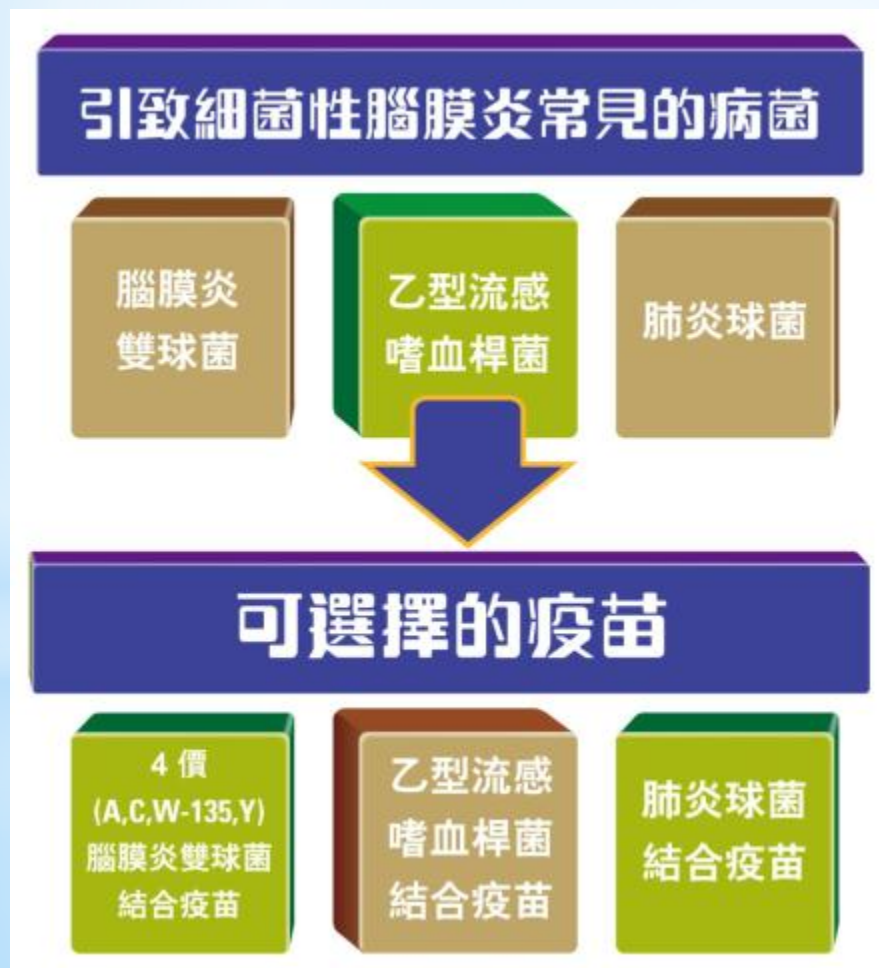 引致細菌性腦膜炎常見的病菌
腦膜炎
雙球菌
乙型流感
嗜血桿菌
肺炎球菌
可選擇的疫苗
4 價
(A,C,W-135,Y)
腦膜炎雙球菌
結合疫苗
乙型流感
嗜血桿菌
結合疫苗
肺炎球菌
結合疫苗